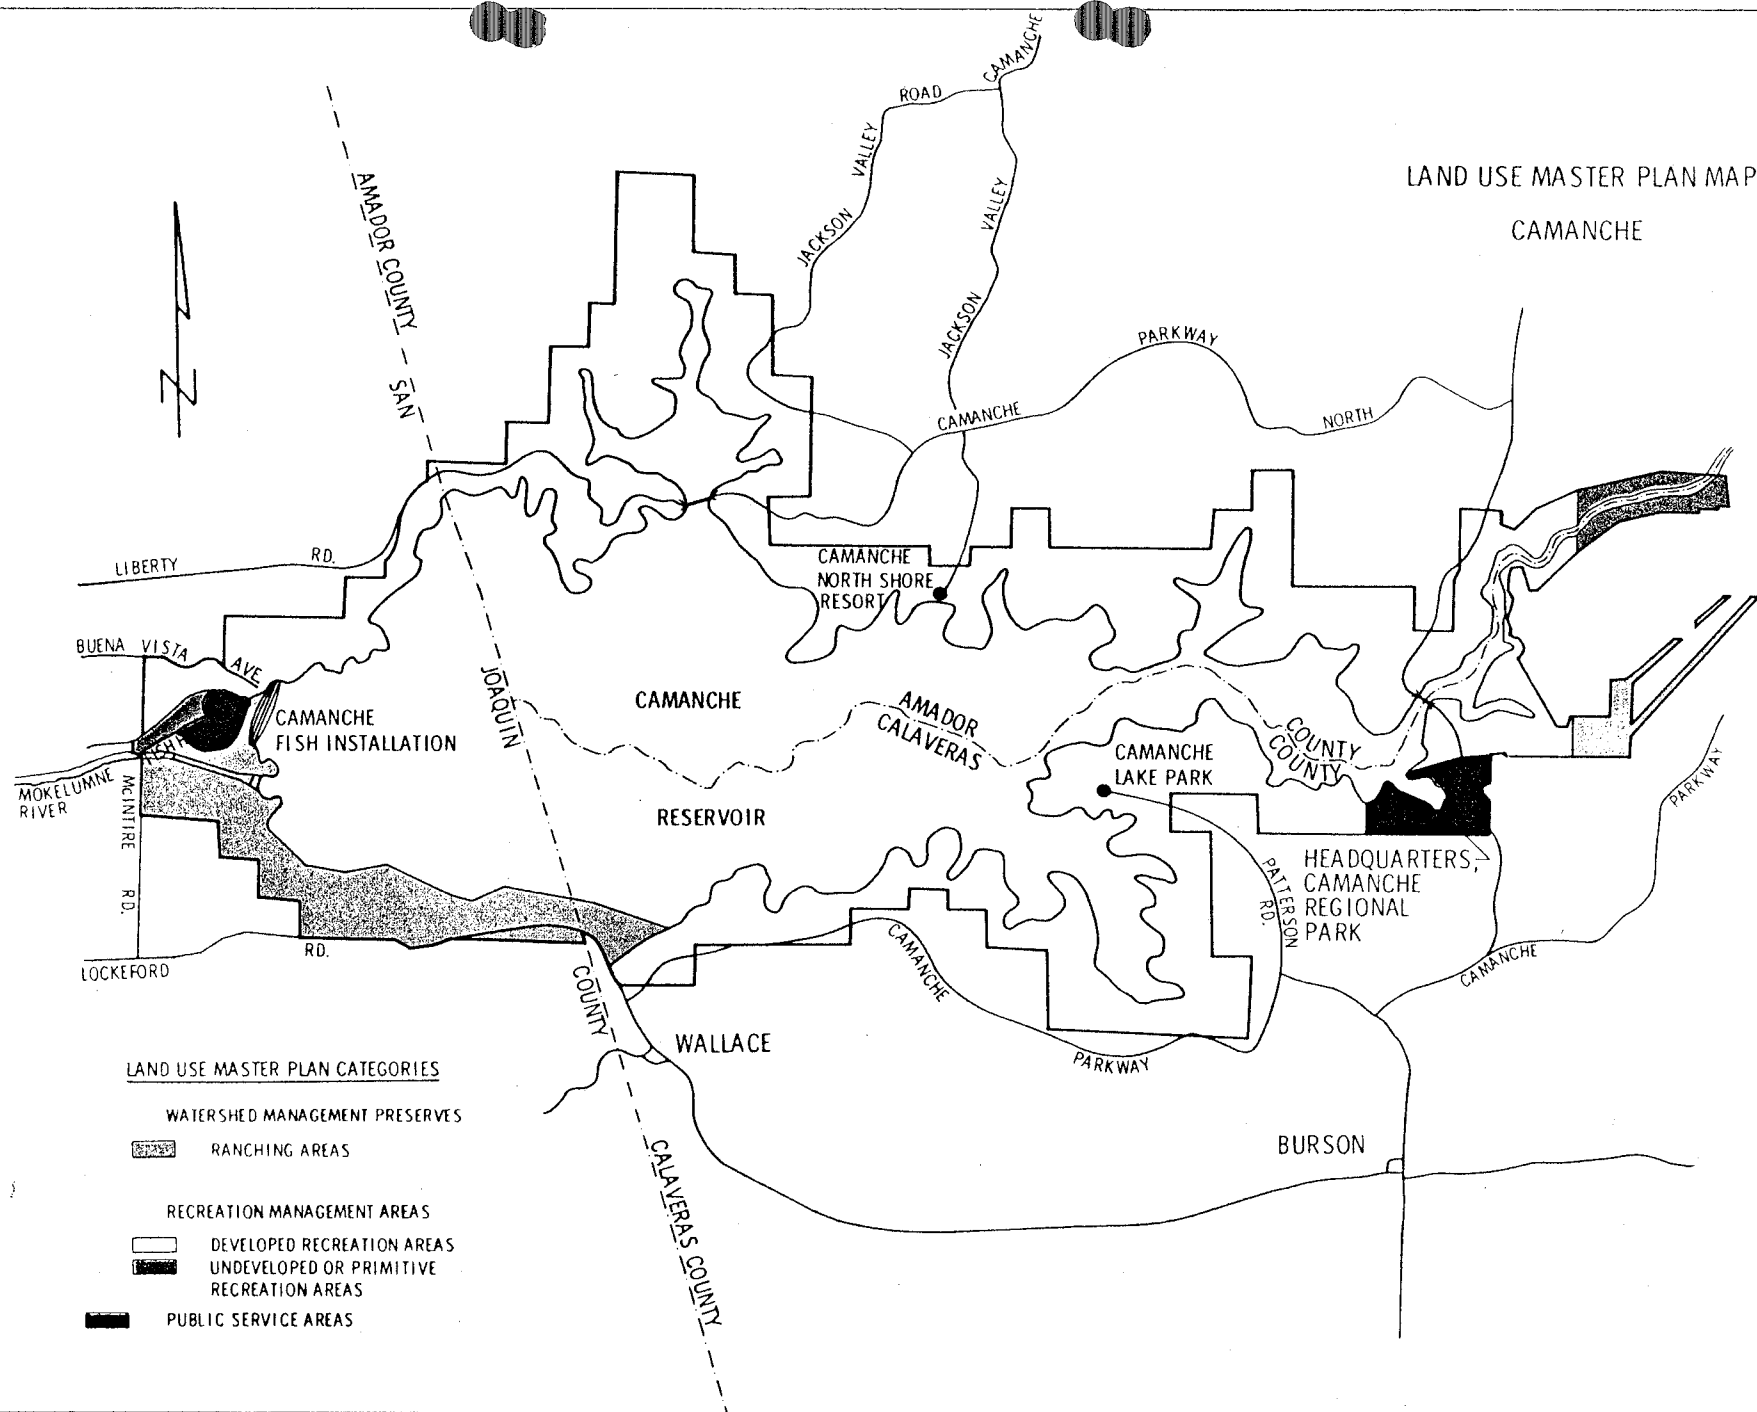 LAND USE MASTER PLAN MAP
CAMANCHE
CAMANCHE
ROAD
VALLEY
JACKSON
VALLEY
JACKSON
PARKWAY
CAMANCHE
NORTH
AMADOR COUNTY
SAN
JOAQUIN
COUNTY
CALAVERAS COUNTY
N
LIBERTY
RD.
BUENA VISTA
AVE
CAMANCHE
FISH INSTALLATION
MOKELUMNE
RIVER
McINTIRE
RD.
LOCKEFORD
RD.
CAMANCHE
NORTH SHORE
RESORT
CAMANCHE
RESERVOIR
AMADOR
CALAVERAS
COUNTY
COUNTY
CAMANCHE
LAKE PARK
PATTERSON
RD.
HEADQUARTERS,
CAMANCHE
REGIONAL
PARK
PARKWAY
CAMANCHE
CAMANCHE
PARKWAY
WALLACE
BURSON
LAND USE MASTER PLAN CATEGORIES
WATERSHED MANAGEMENT PRESERVES
RANCHING AREAS
RECREATION MANAGEMENT AREAS
DEVELOPED RECREATION AREAS
UNDEVELOPED OR PRIMITIVE
RECREATION AREAS
PUBLIC SERVICE AREAS